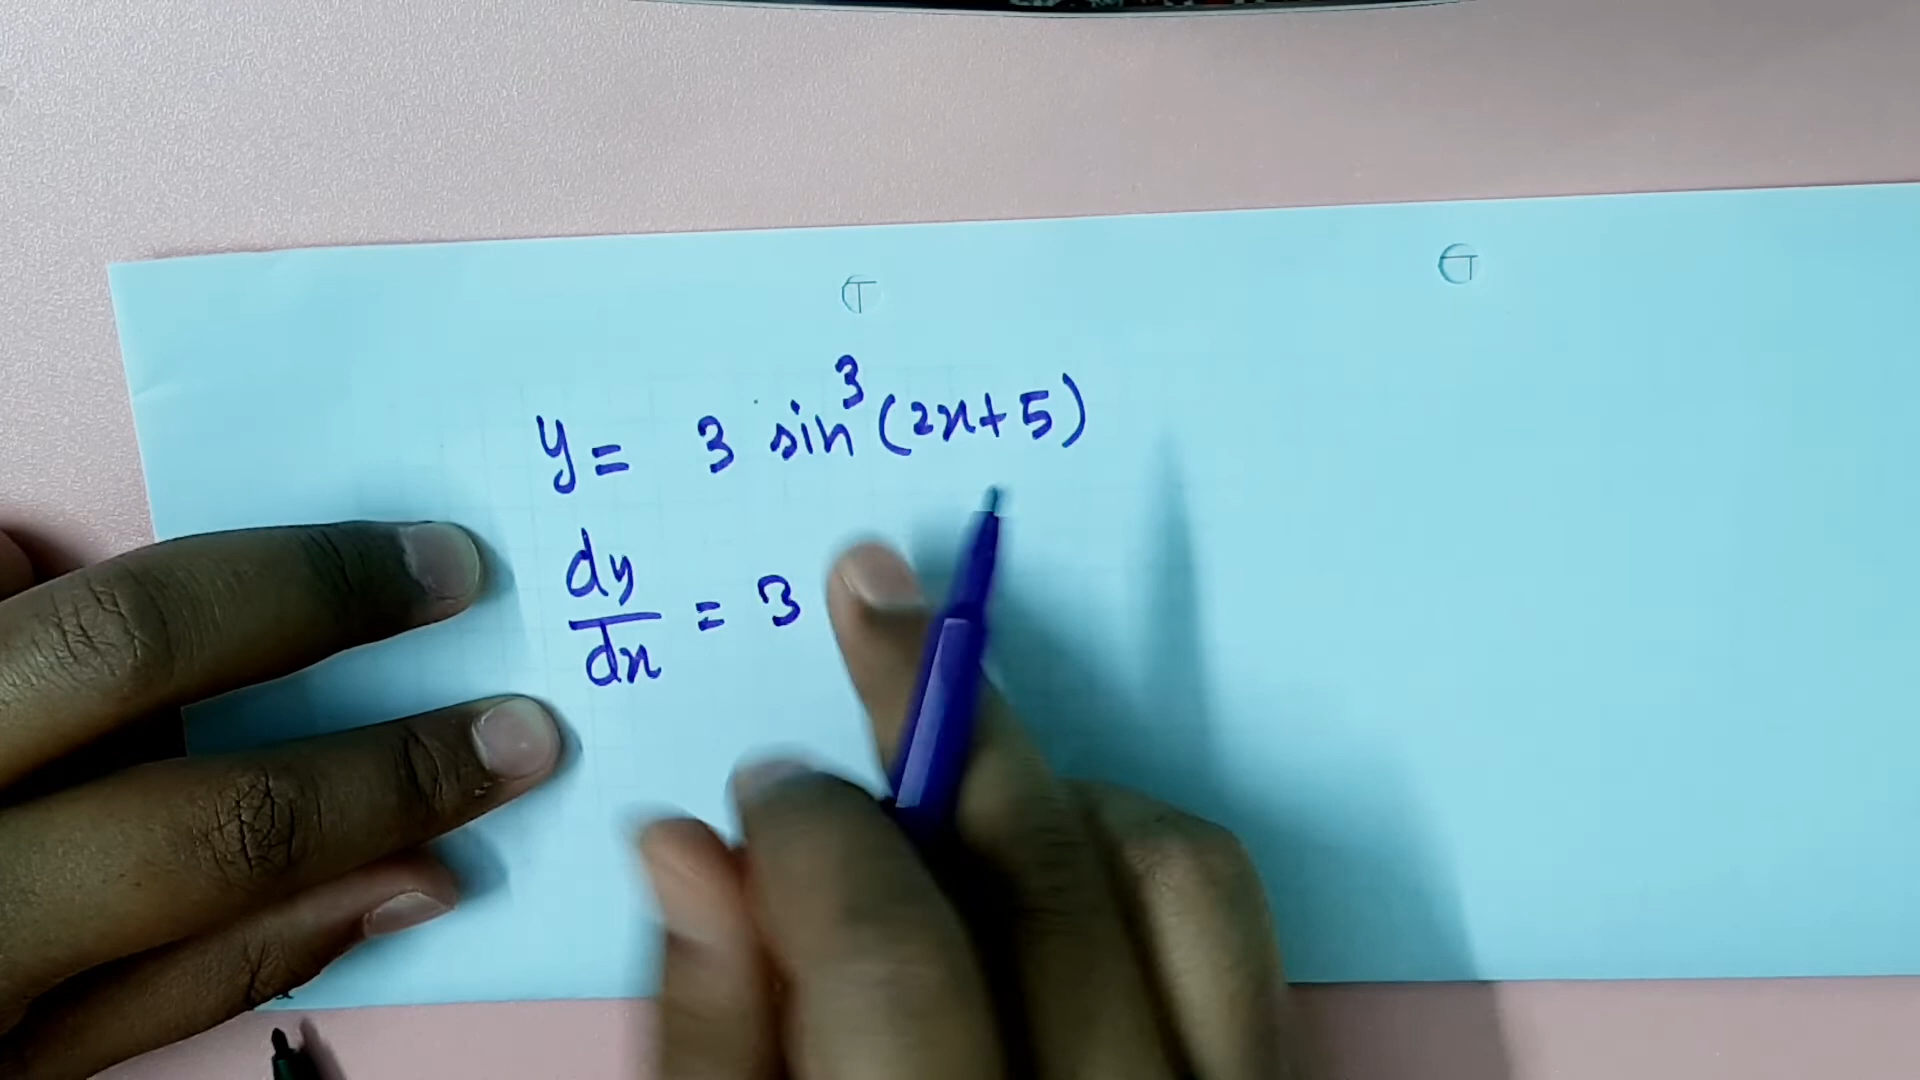 y = 3 sin³(2x+5)
dy/dx = 3